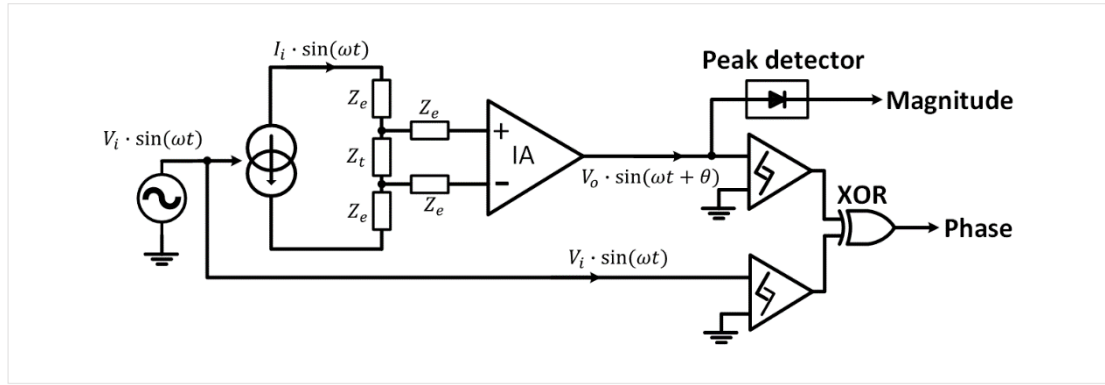 I_i · sin(ωt)
Peak detector
Magnitude
Z_e
Z_e
V_i · sin(ωt)
+
IA
−
Z_t
V_o · sin(ωt + θ)
XOR
Z_e
Z_e
Phase
V_i · sin(ωt)